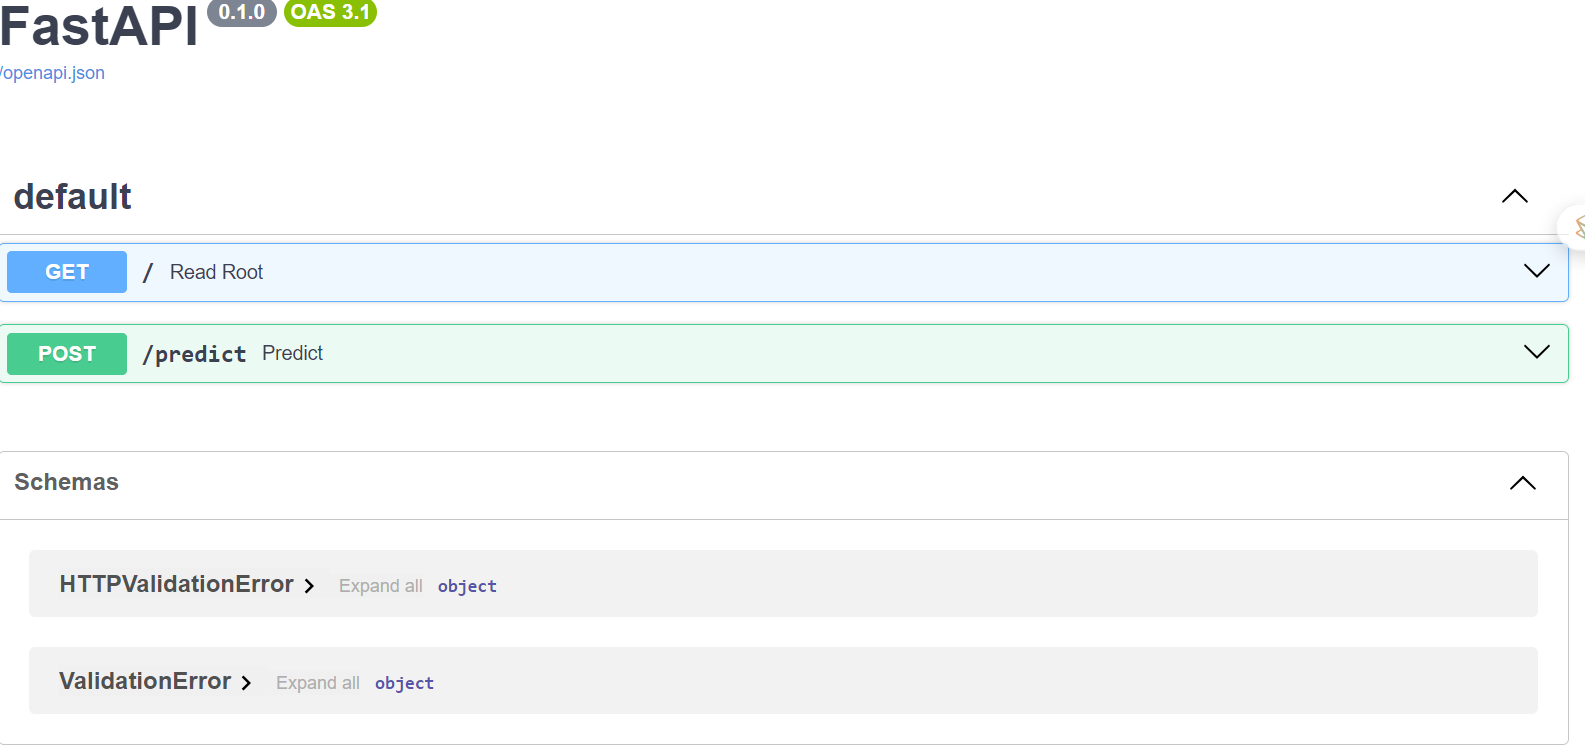 FastAPI 0.1.0 OAS 3.1
/openapi.json
default
GET / Read Root
POST /predict Predict
Schemas
HTTPValidationError Expand all object
ValidationError Expand all object